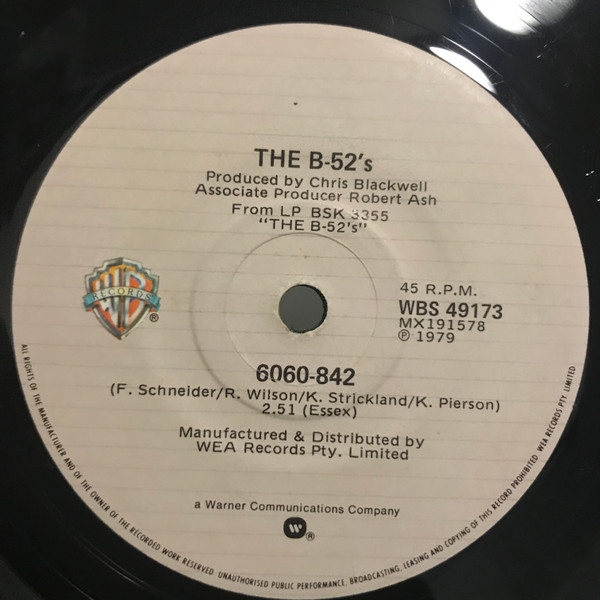 THE B-52's
Produced by Chris Blackwell
Associate Producer Robert Ash
From LP BSK 3355
"THE B-52's"
RECORDS
®
45 R.P.M.
WBS 49173
MX191578
℗ 1979
6060-842
(F. Schneider/R. Wilson/K. Strickland/K. Pierson)
2.51 (Essex)
Manufactured & Distributed by
WEA Records Pty. Limited
a Warner Communications Company
®
ALL RIGHTS OF THE MANUFACTURER AND OF THE OWNER OF THE RECORDED WORK RESERVED. UNAUTHORISED PUBLIC PERFORMANCE, BROADCASTING, LEASING AND COPYING OF THIS RECORD PROHIBITED. WEA RECORDS PTY. LIMITED